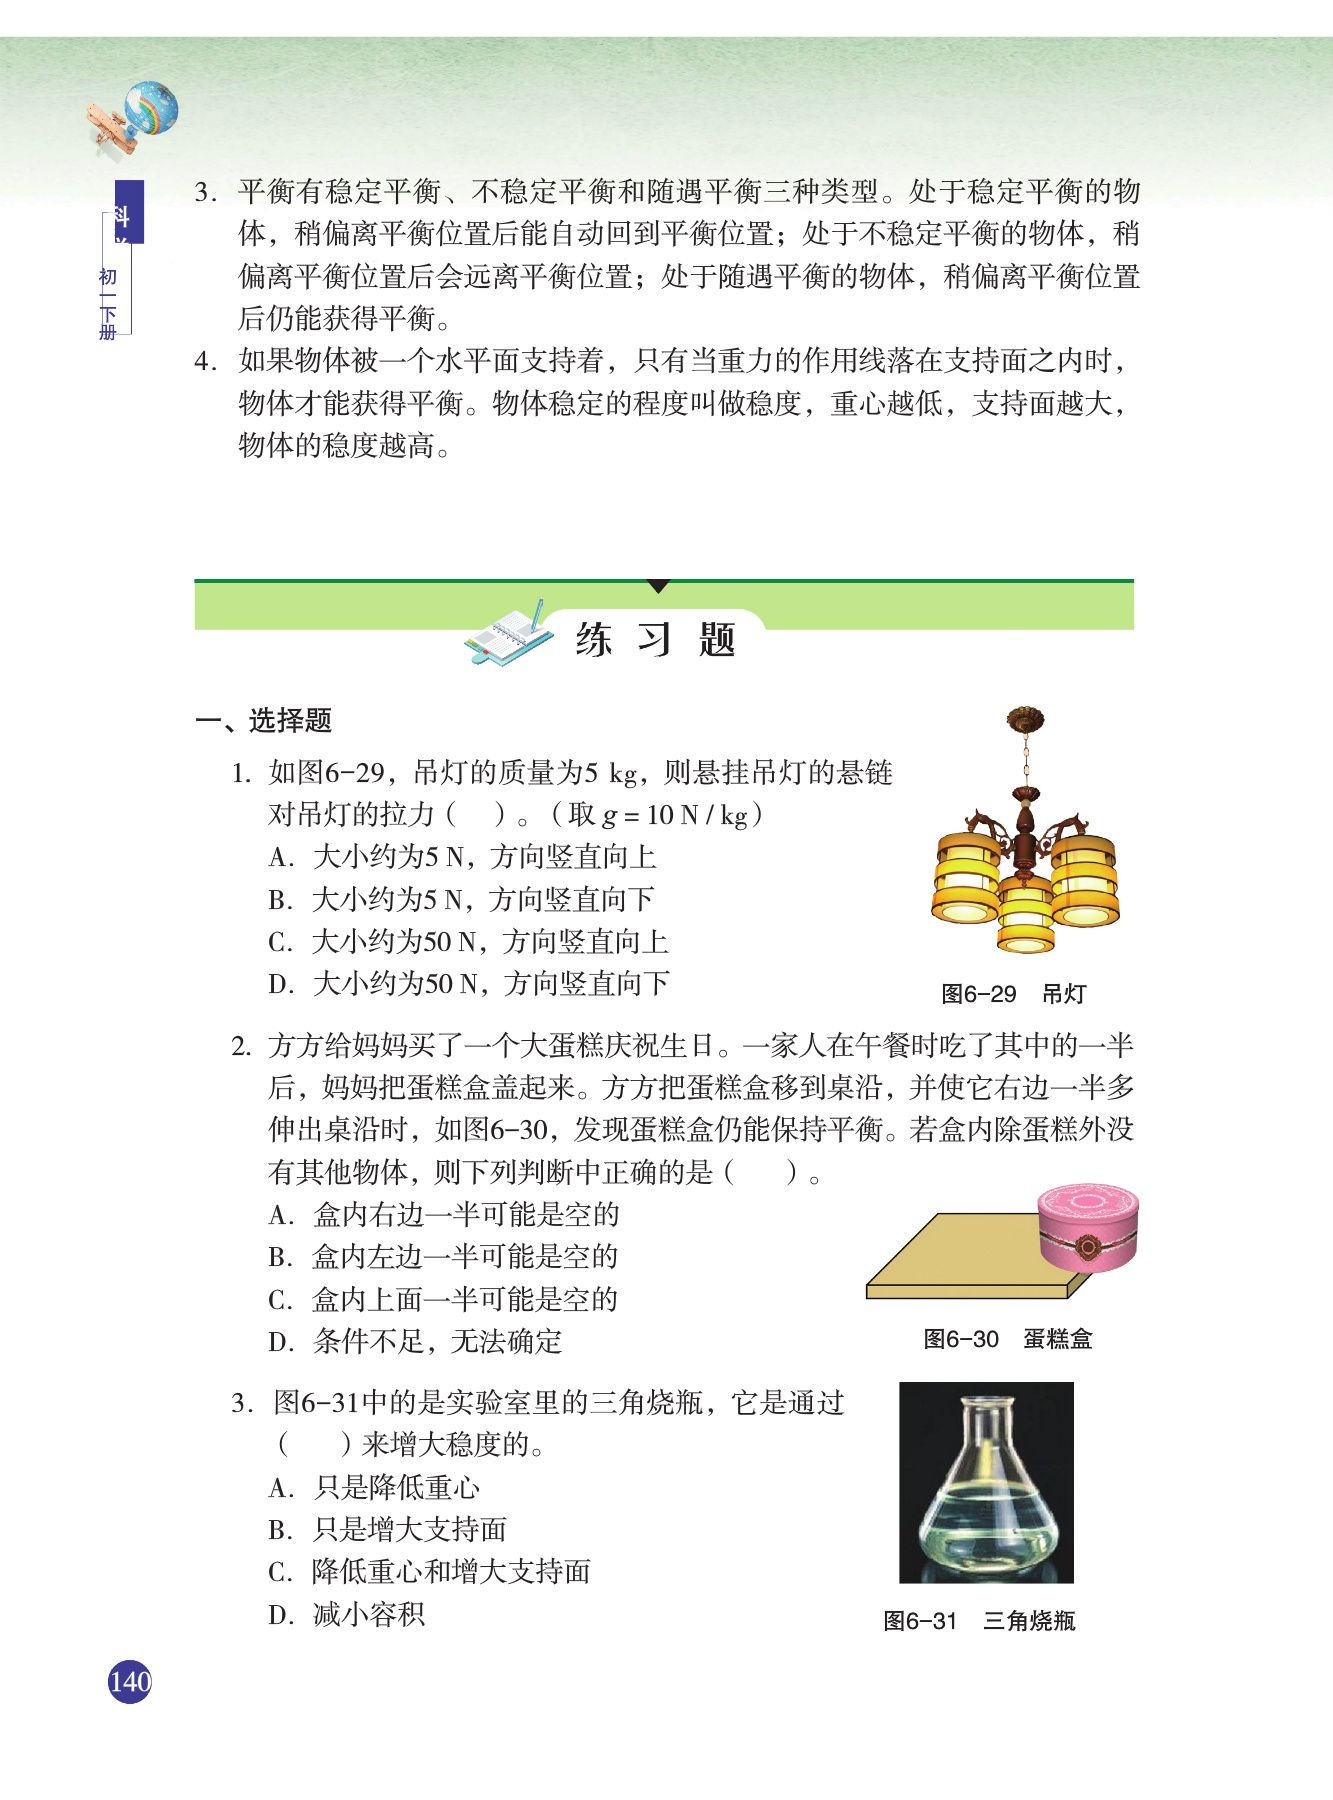 科
初一下册
3. 平衡有稳定平衡、不稳定平衡和随遇平衡三种类型。处于稳定平衡的物
体，稍偏离平衡位置后能自动回到平衡位置；处于不稳定平衡的物体，稍
偏离平衡位置后会远离平衡位置；处于随遇平衡的物体，稍偏离平衡位置
后仍能获得平衡。
4. 如果物体被一个水平面支持着，只有当重力的作用线落在支持面之内时，
物体才能获得平衡。物体稳定的程度叫做稳度，重心越低，支持面越大，
物体的稳度越高。
练 习 题
一、选择题
1. 如图6-29，吊灯的质量为5 kg，则悬挂吊灯的悬链
对吊灯的拉力（　）。（取 g = 10 N / kg）
A. 大小约为5 N，方向竖直向上
B. 大小约为5 N，方向竖直向下
C. 大小约为50 N，方向竖直向上
D. 大小约为50 N，方向竖直向下
图6-29　吊灯
2. 方方给妈妈买了一个大蛋糕庆祝生日。一家人在午餐时吃了其中的一半
后，妈妈把蛋糕盒盖起来。方方把蛋糕盒移到桌沿，并使它右边一半多
伸出桌沿时，如图6-30，发现蛋糕盒仍能保持平衡。若盒内除蛋糕外没
有其他物体，则下列判断中正确的是（　　）。
A. 盒内右边一半可能是空的
B. 盒内左边一半可能是空的
C. 盒内上面一半可能是空的
D. 条件不足，无法确定
图6-30　蛋糕盒
3. 图6-31中的是实验室里的三角烧瓶，它是通过
（　　）来增大稳度的。
A. 只是降低重心
B. 只是增大支持面
C. 降低重心和增大支持面
D. 减小容积
图6-31　三角烧瓶
140